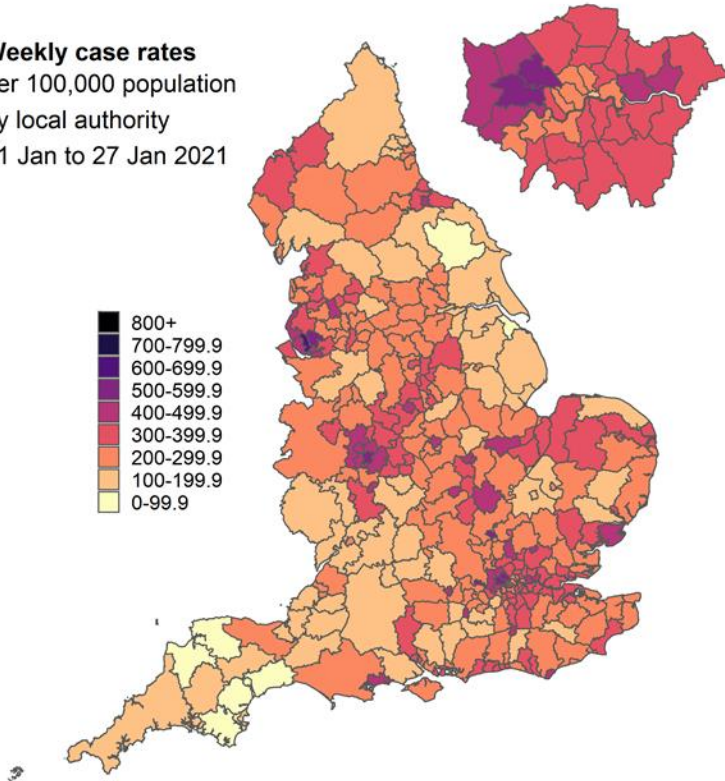 Weekly case rates
er 100,000 population
y local authority
1 Jan to 27 Jan 2021
800+
700-799.9
600-699.9
500-599.9
400-499.9
300-399.9
200-299.9
100-199.9
0-99.9